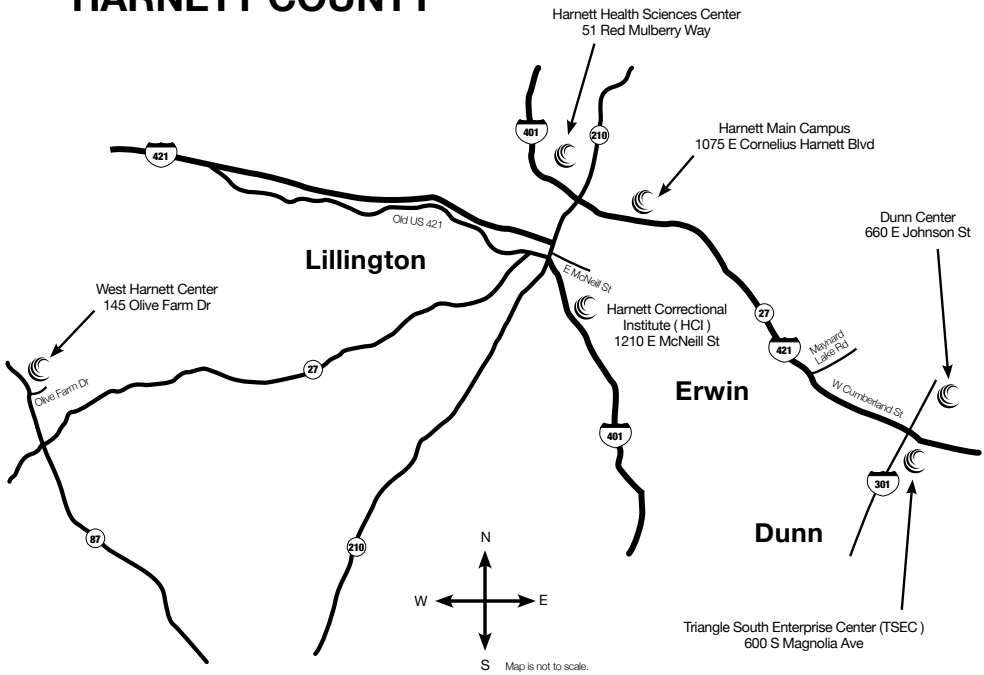 HARNETT COUNTY
Harnett Health Sciences Center
51 Red Mulberry Way
401
210
Harnett Main Campus
1075 E Cornelius Harnett Blvd
421
Old US 421
Dunn Center
660 E Johnson St
Lillington
E McNeill St
West Harnett Center
145 Olive Farm Dr
Harnett Correctional
Institute ( HCI )
1210 E McNeill St
27
421
Maynard
Lake Rd
27
Olive Farm Dr
Erwin
W Cumberland St
401
301
87
210
Dunn
N
W
E
S
Map is not to scale.
Triangle South Enterprise Center (TSEC )
600 S Magnolia Ave